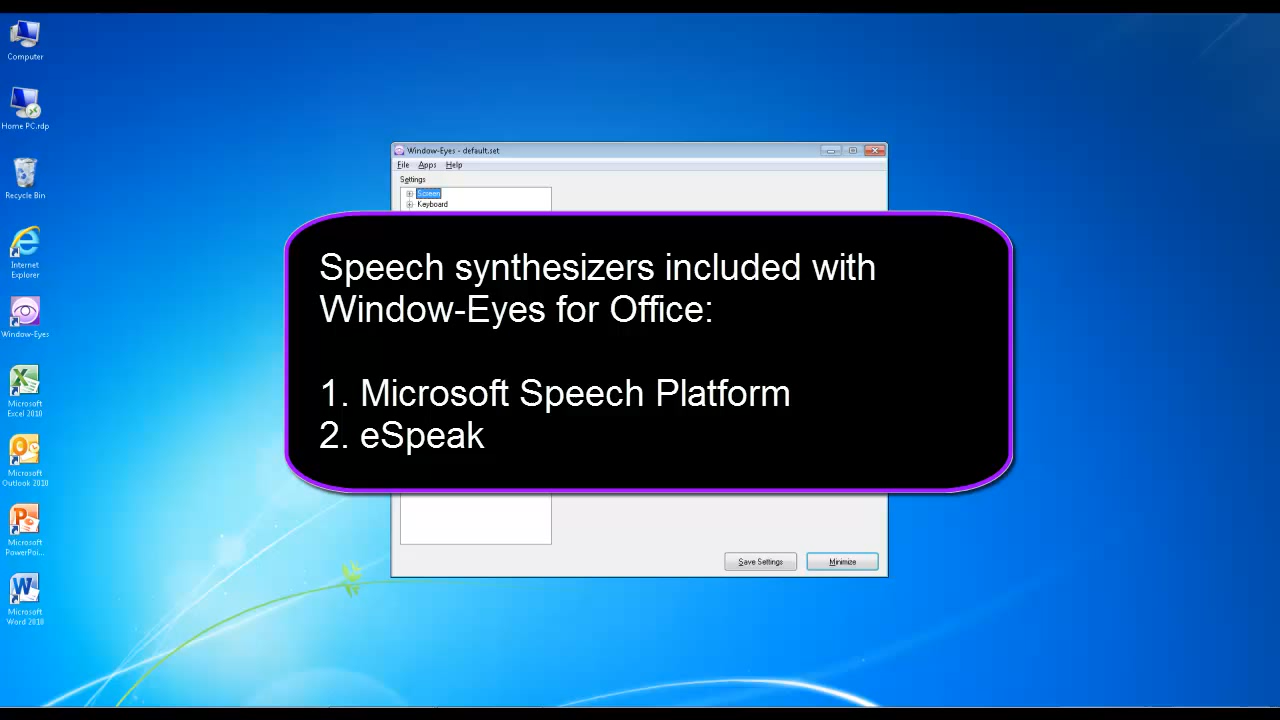 Computer
Home PC.rdp
Recycle Bin
Internet
Explorer
Window-Eyes
Microsoft
Excel 2010
Microsoft
Outlook 2010
Microsoft
PowerPoi...
Microsoft
Word 2010
Window-Eyes - default.set
File Apps Help
Settings
Screen
Keyboard
Speech synthesizers included with
Window-Eyes for Office:
1. Microsoft Speech Platform
2. eSpeak
Save Settings Minimize